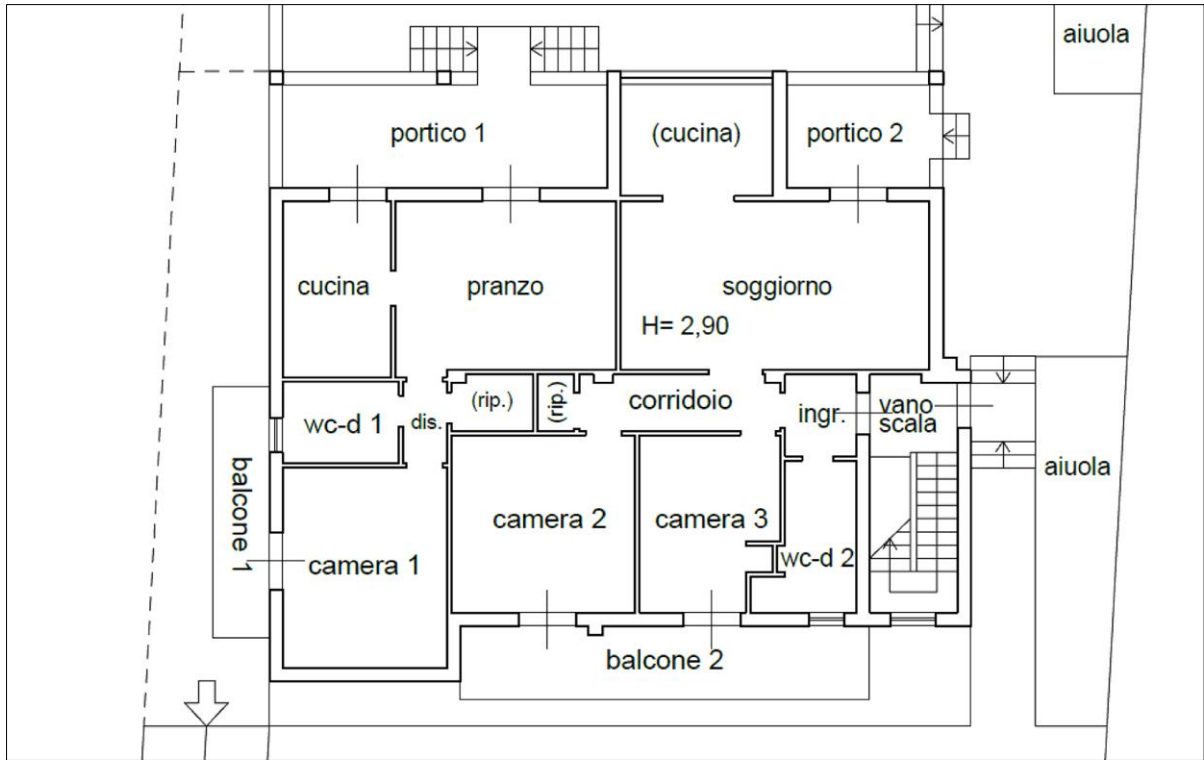 aiuola
portico 1
(cucina)
portico 2
cucina
pranzo
soggiorno
H= 2,90
wc-d 1
dis.
(rip.)
(rip.)
corridoio
ingr.
vano
scala
aiuola
balcone 1
camera 1
camera 2
camera 3
wc-d 2
balcone 2